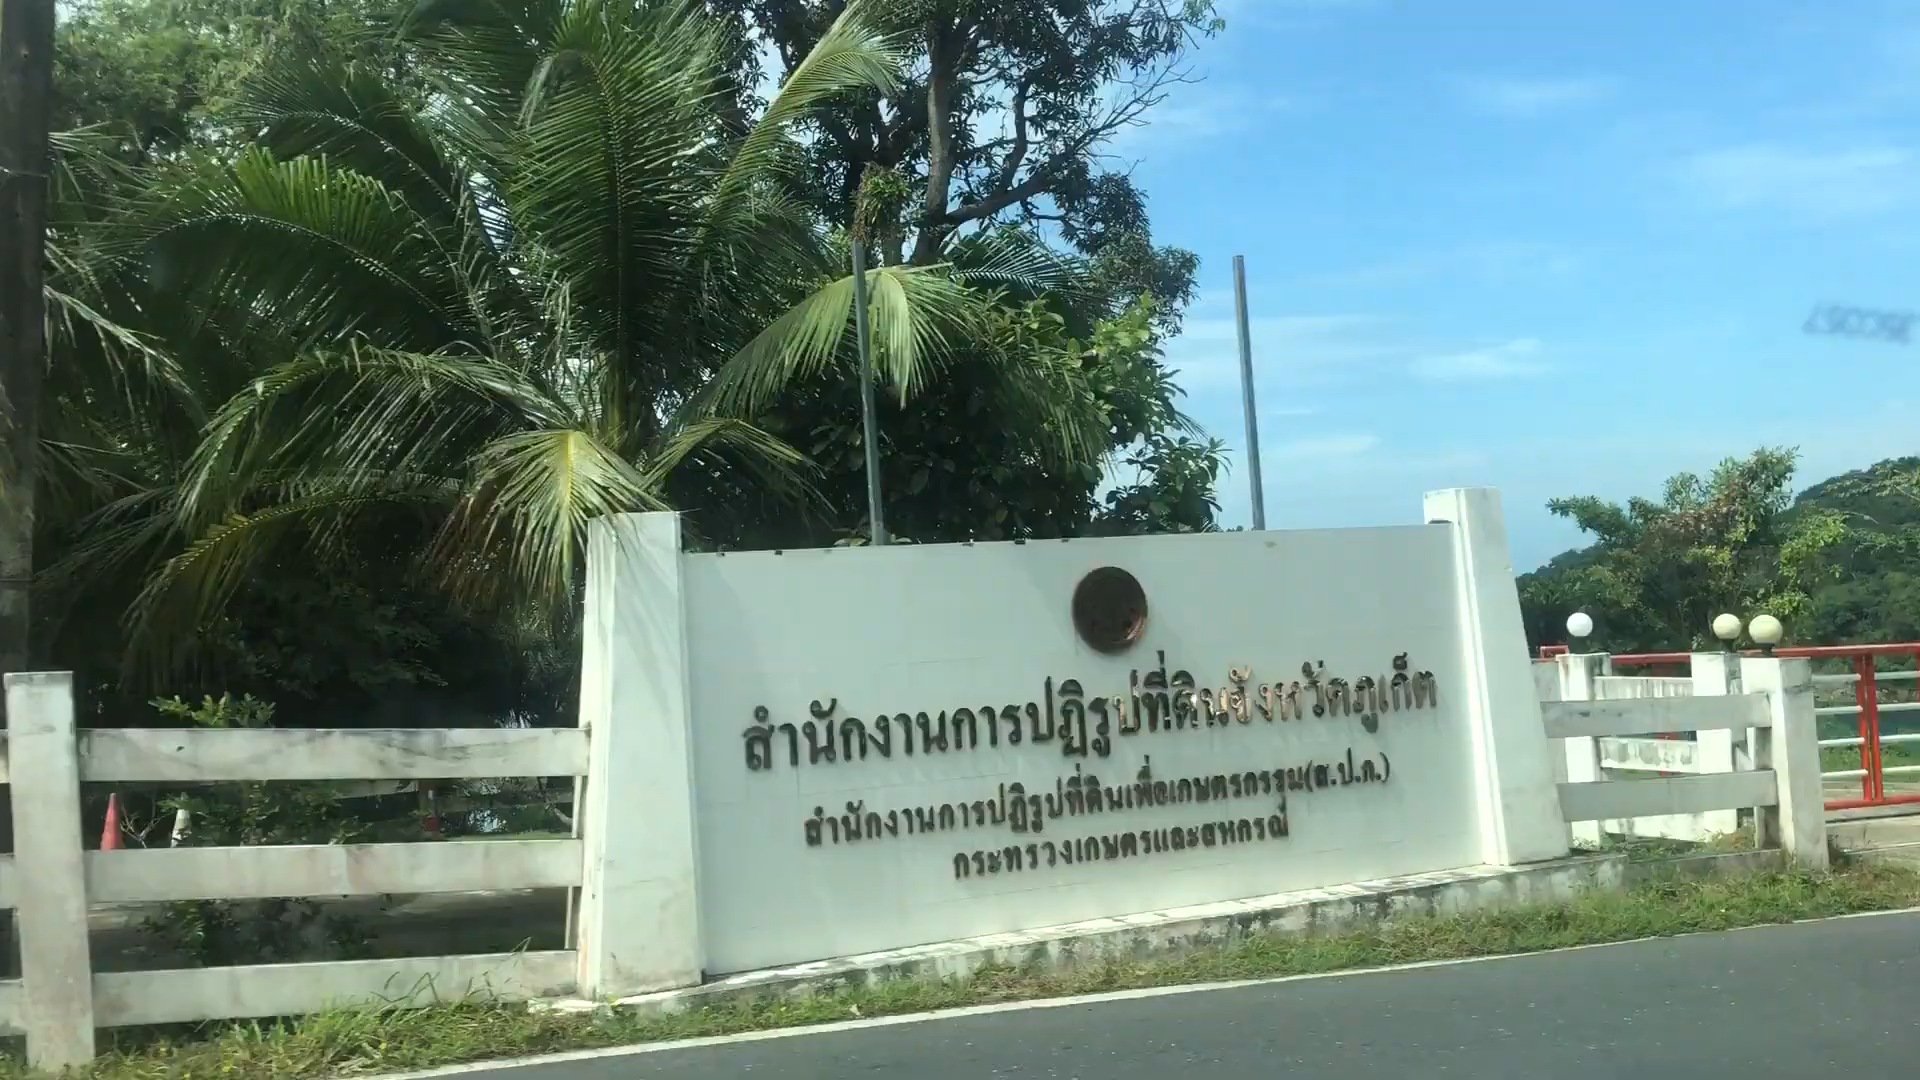 สำนักงานการปฏิรูปที่ดินจังหวัดภูเก็ต
สำนักงานการปฏิรูปที่ดินเพื่อเกษตรกรรม(ส.ป.ก.)
กระทรวงเกษตรและสหกรณ์